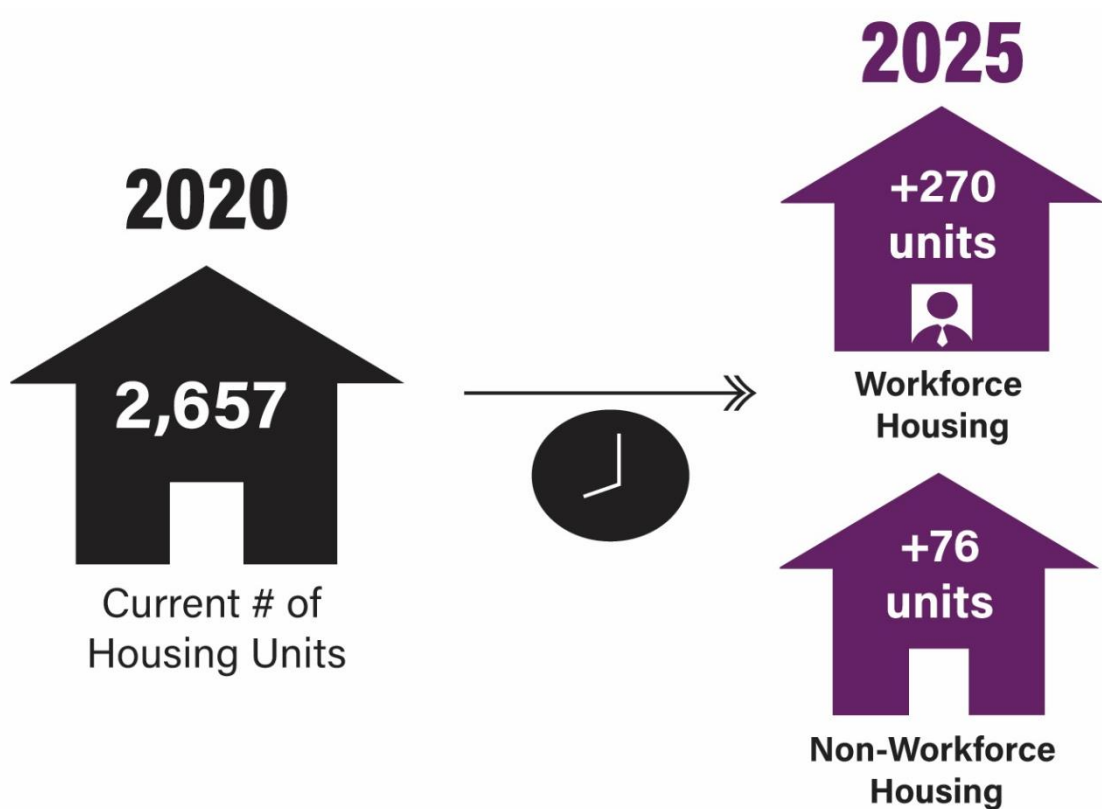 2020
2,657
Current # of
Housing Units
2025
+270
units
Workforce
Housing
+76
units
Non-Workforce
Housing